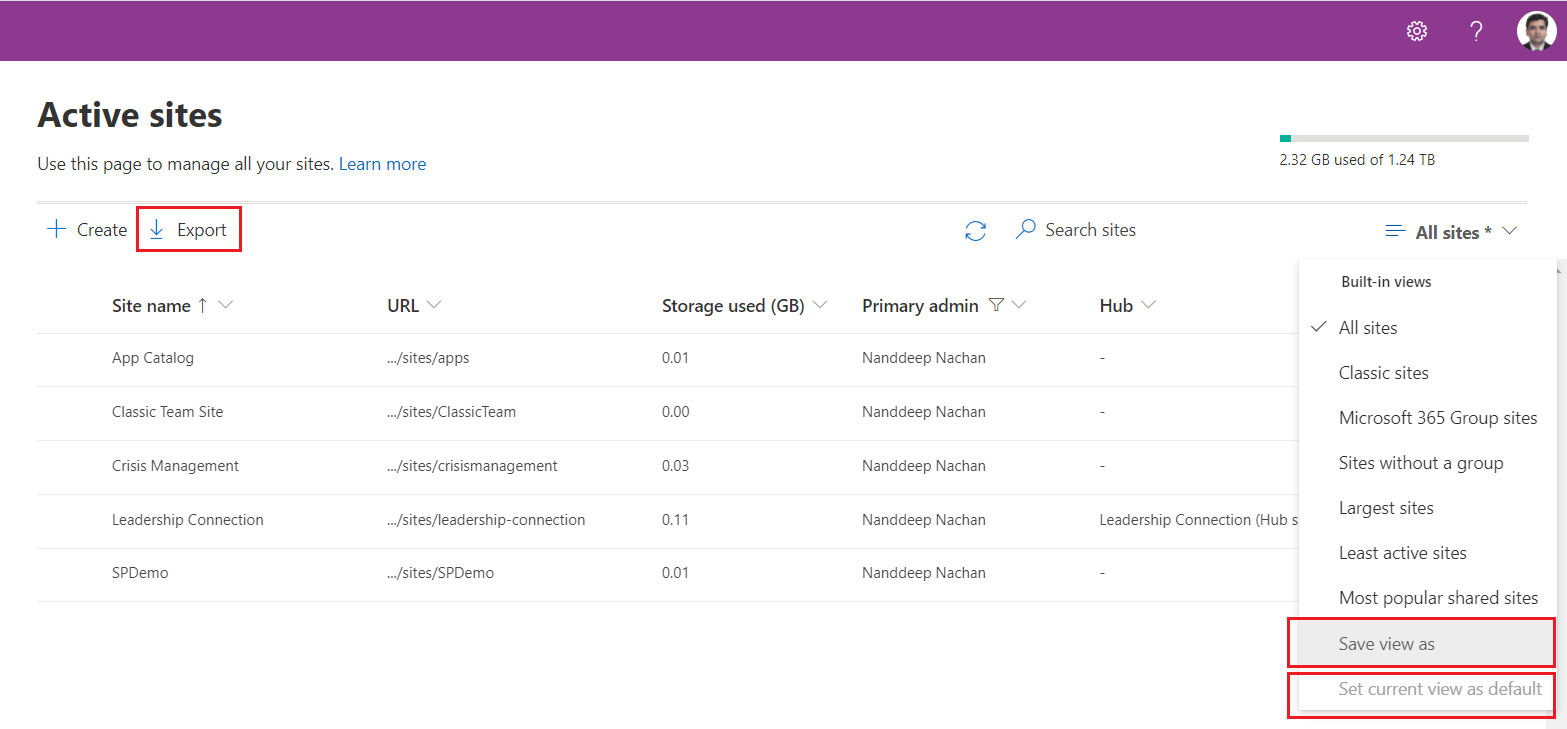 ?
Active sites
Use this page to manage all your sites. Learn more
2.32 GB used of 1.24 TB
Create Export Search sites All sites *
Built-in views
All sites
Classic sites
Microsoft 365 Group sites
Sites without a group
Largest sites
Least active sites
Most popular shared sites
Save view as
Set current view as default
Site name URL Storage used (GB) Primary admin Hub
App Catalog .../sites/apps 0.01 Nanddeep Nachan -
Classic Team Site .../sites/ClassicTeam 0.00 Nanddeep Nachan -
Crisis Management .../sites/crisismanagement 0.03 Nanddeep Nachan -
Leadership Connection .../sites/leadership-connection 0.11 Nanddeep Nachan Leadership Connection (Hub s
SPDemo .../sites/SPDemo 0.01 Nanddeep Nachan -